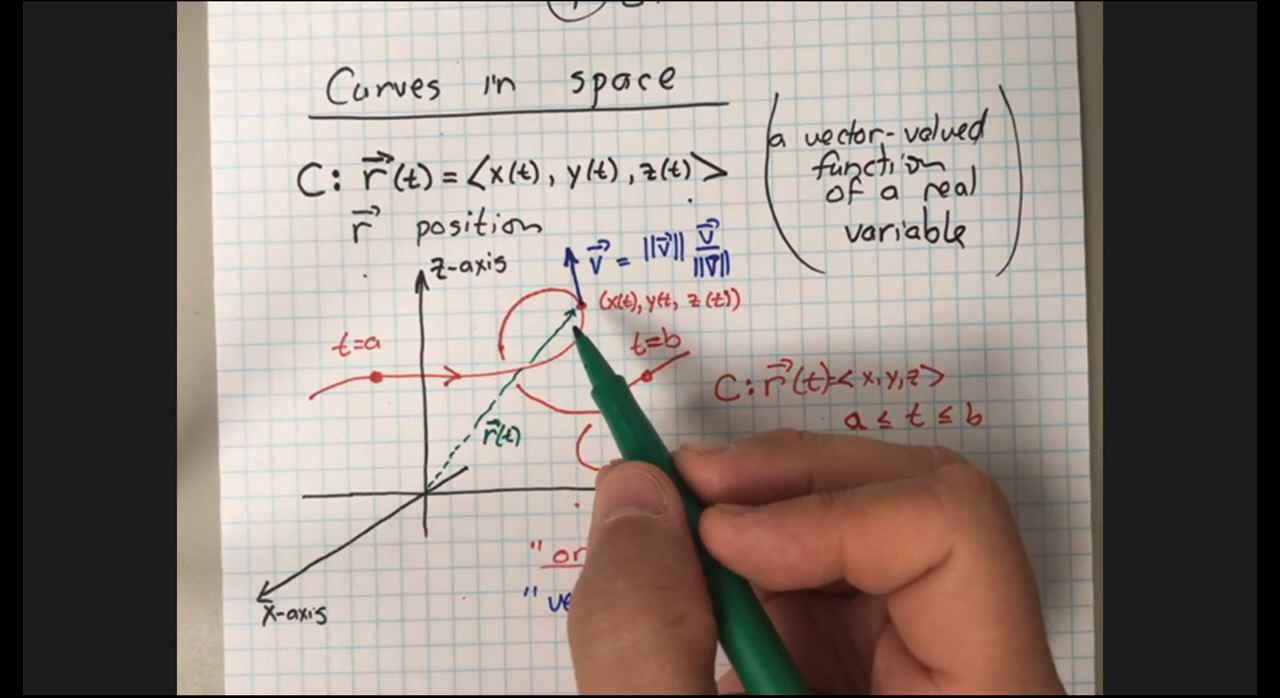 Curves in space
C: r⃗(t) = <x(t), y(t), z(t)>
r⃗ position
(a vector-valued
function
of a real
variable)
z-axis
v⃗ = ||v⃗|| v⃗/||v⃗||
(x(t), y(t, z(t))
t=a
t=b
C: r⃗(t)=<x,y,z>
a ≤ t ≤ b
r⃗(t)
x-axis